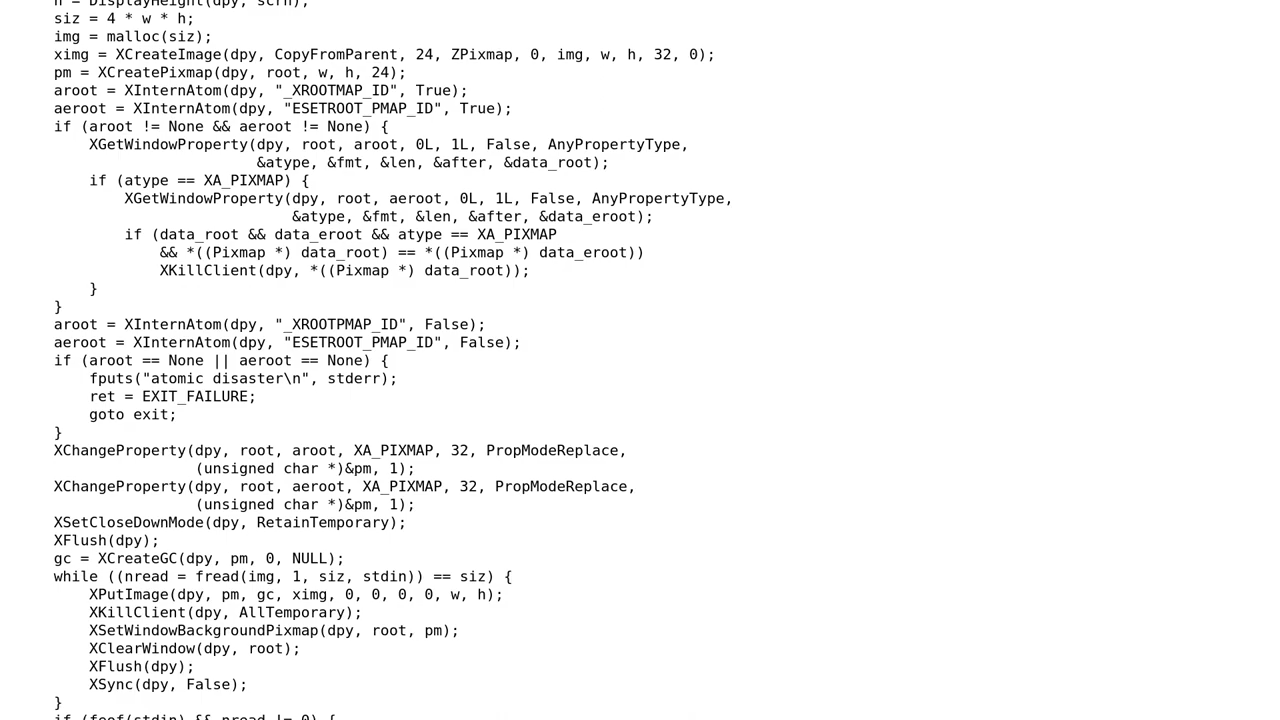 h = DisplayHeight(dpy, scrn);
siz = 4 * w * h;
img = malloc(siz);
ximg = XCreateImage(dpy, CopyFromParent, 24, ZPixmap, 0, img, w, h, 32, 0);
pm = XCreatePixmap(dpy, root, w, h, 24);
aroot = XInternAtom(dpy, "_XROOTMAP_ID", True);
aeroot = XInternAtom(dpy, "ESETROOT_PMAP_ID", True);
if (aroot != None && aeroot != None) {
    XGetWindowProperty(dpy, root, aroot, 0L, 1L, False, AnyPropertyType,
                       &atype, &fmt, &len, &after, &data_root);
    if (atype == XA_PIXMAP) {
        XGetWindowProperty(dpy, root, aeroot, 0L, 1L, False, AnyPropertyType,
                           &atype, &fmt, &len, &after, &data_eroot);
        if (data_root && data_eroot && atype == XA_PIXMAP
            && *((Pixmap *) data_root) == *((Pixmap *) data_eroot))
            XKillClient(dpy, *((Pixmap *) data_root));
    }
}
aroot = XInternAtom(dpy, "_XROOTPMAP_ID", False);
aeroot = XInternAtom(dpy, "ESETROOT_PMAP_ID", False);
if (aroot == None || aeroot == None) {
    fputs("atomic disaster\n", stderr);
    ret = EXIT_FAILURE;
    goto exit;
}
XChangeProperty(dpy, root, aroot, XA_PIXMAP, 32, PropModeReplace,
                (unsigned char *)&pm, 1);
XChangeProperty(dpy, root, aeroot, XA_PIXMAP, 32, PropModeReplace,
                (unsigned char *)&pm, 1);
XSetCloseDownMode(dpy, RetainTemporary);
XFlush(dpy);
gc = XCreateGC(dpy, pm, 0, NULL);
while ((nread = fread(img, 1, siz, stdin)) == siz) {
    XPutImage(dpy, pm, gc, ximg, 0, 0, 0, 0, w, h);
    XKillClient(dpy, AllTemporary);
    XSetWindowBackgroundPixmap(dpy, root, pm);
    XClearWindow(dpy, root);
    XFlush(dpy);
    XSync(dpy, False);
}
if (feof(stdin) && nread != 0) {